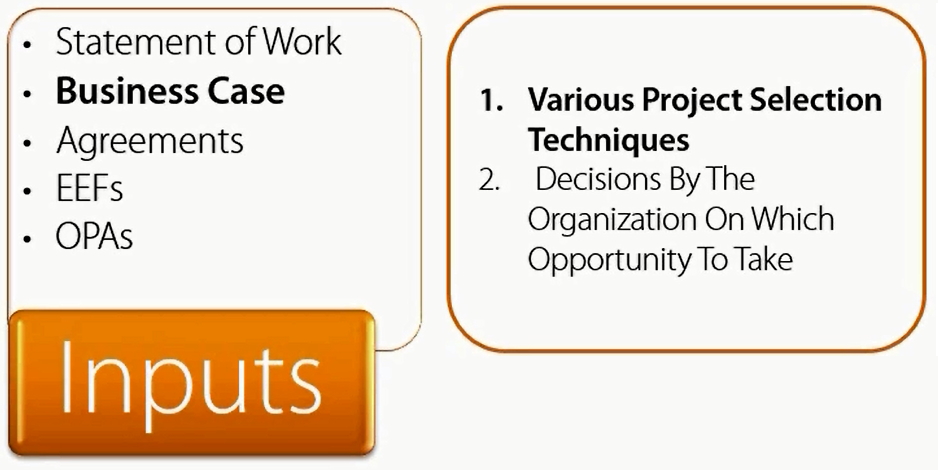 • Statement of Work
• Business Case
• Agreements
• EEFs
• OPAs
Inputs
1. Various Project Selection
Techniques
2. Decisions By The
Organization On Which
Opportunity To Take